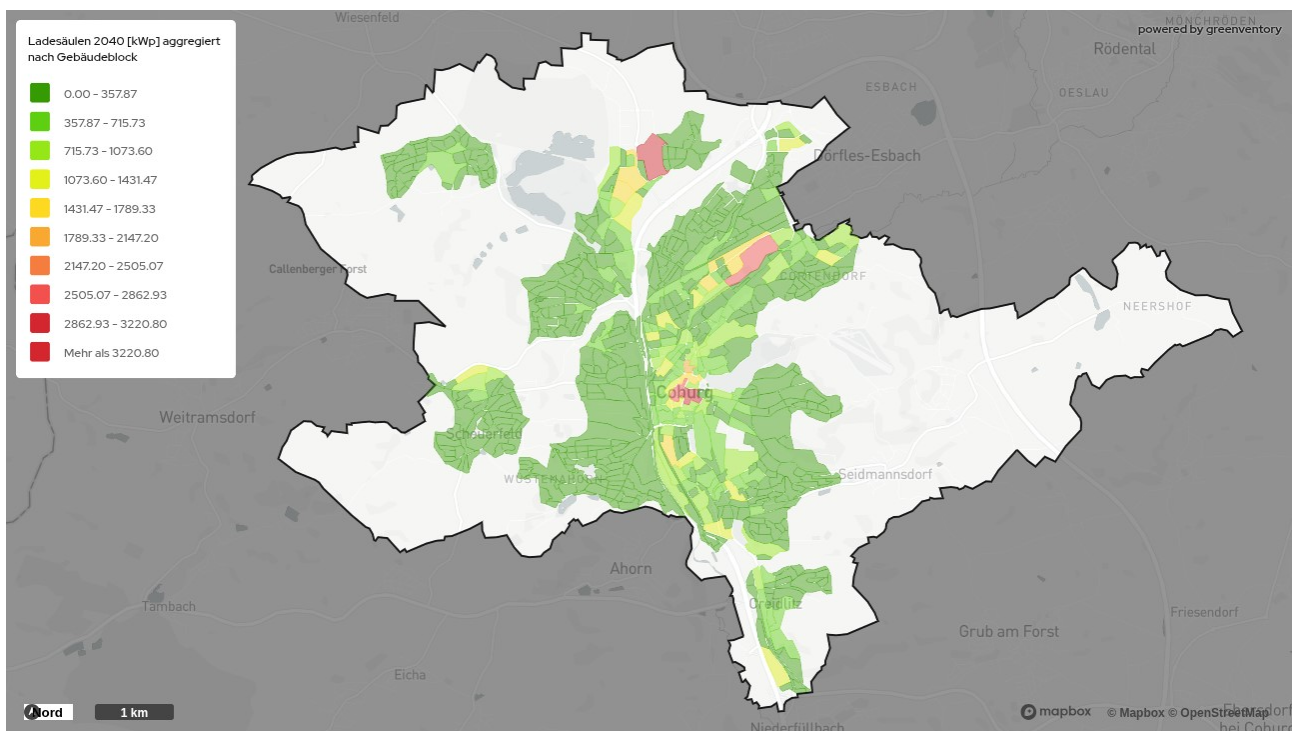 Wiesenfeld
MÖNCHRÖDEN
powered by greenventory
Rödental
Ladesäulen 2040 [kWp] aggregiert
nach Gebäudeblock
0.00 - 357.87
357.87 - 715.73
715.73 - 1073.60
1073.60 - 1431.47
1431.47 - 1789.33
1789.33 - 2147.20
2147.20 - 2505.07
2505.07 - 2862.93
2862.93 - 3220.80
Mehr als 3220.80
ESBACH
OESLAU
Dörfles-Esbach
Callenberger Forst
NEERSHOF
Coburg
Weitramsdorf
Scheuerfeld
Seidmannsdorf
Ahorn
Creidlitz
Tambach
Friesendorf
Grub am Forst
Eicha
Nord
1 km
mapbox
© Mapbox © OpenStreetMap
Ebersdorf
bei Coburg
Niederfüllbach